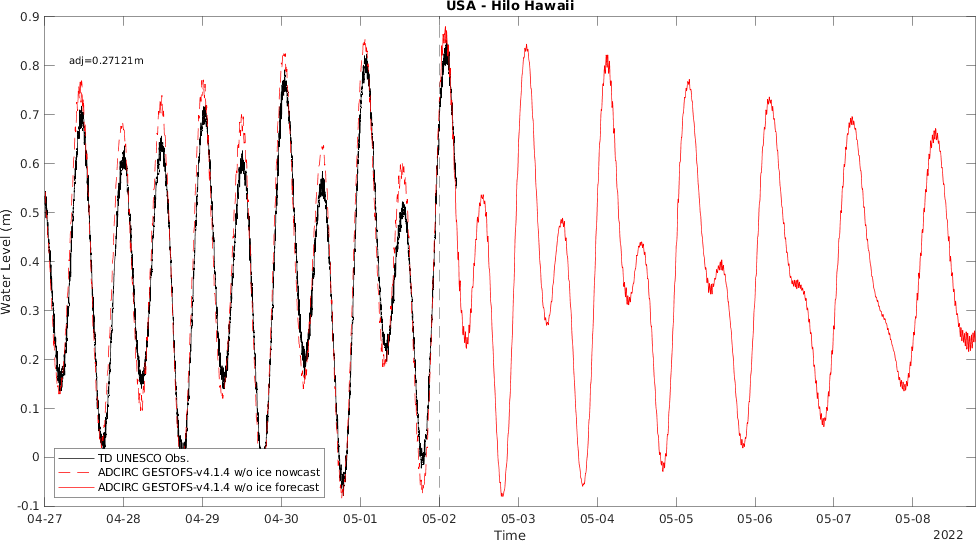 USA - Hilo Hawaii
0.9
0.8
0.7
0.6
0.5
0.4
0.3
0.2
0.1
0
-0.1
Water Level (m)
adj=0.27121m
TD UNESCO Obs.
ADCIRC GESTOFS-v4.1.4 w/o ice nowcast
ADCIRC GESTOFS-v4.1.4 w/o ice forecast
04-27 04-28 04-29 04-30 05-01 05-02 05-03 05-04 05-05 05-06 05-07 05-08
Time
2022